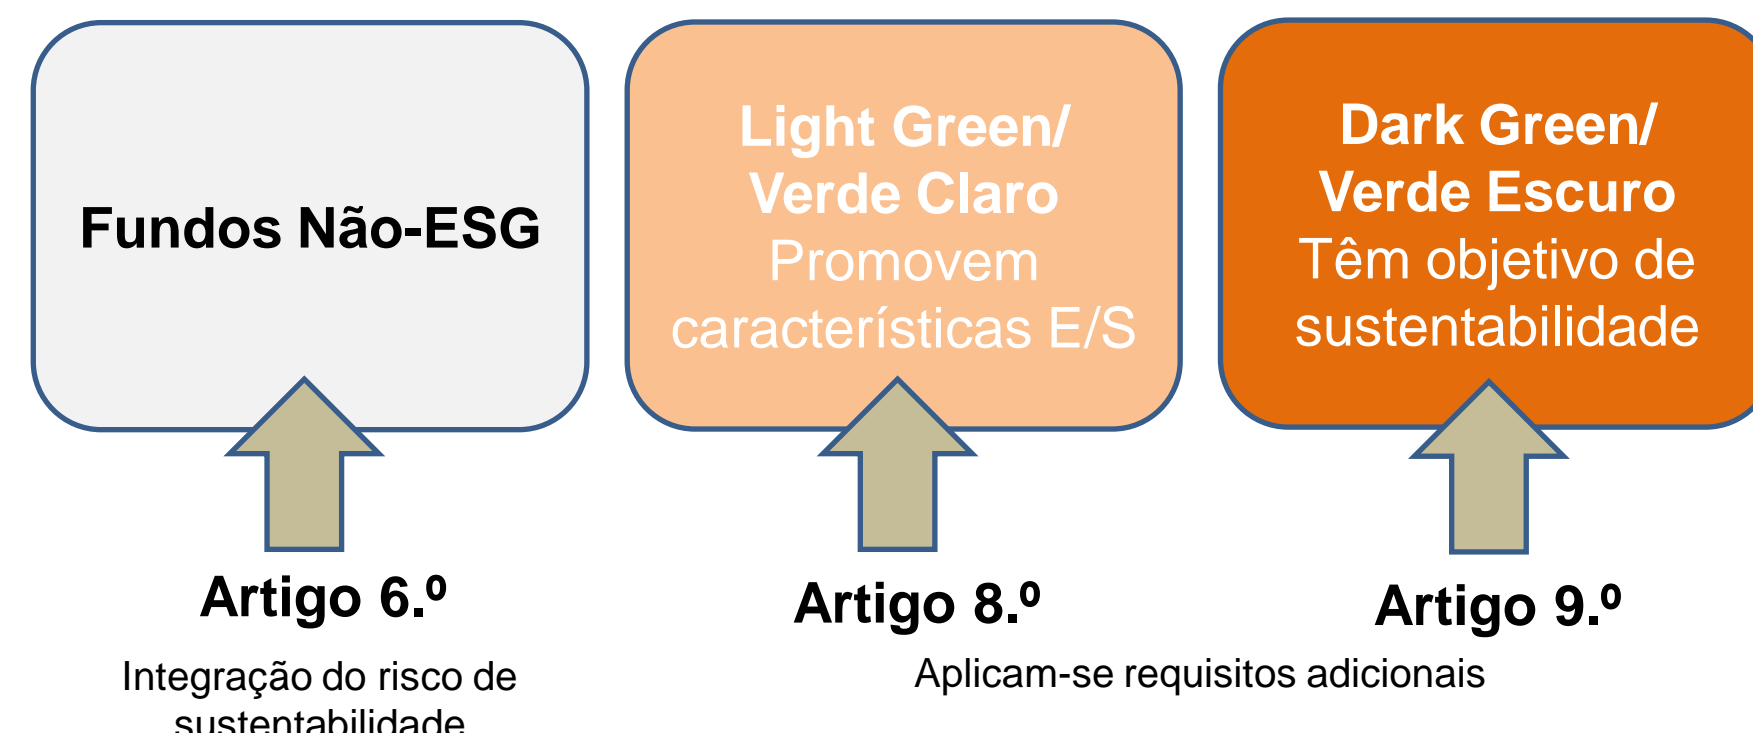 Fundos Não-ESG
Light Green/
Verde Claro
Promovem
características E/S
Dark Green/
Verde Escuro
Têm objetivo de
sustentabilidade
Artigo 6.º
Artigo 8.º
Artigo 9.º
Integração do risco de
sustentabilidade
Aplicam-se requisitos adicionais